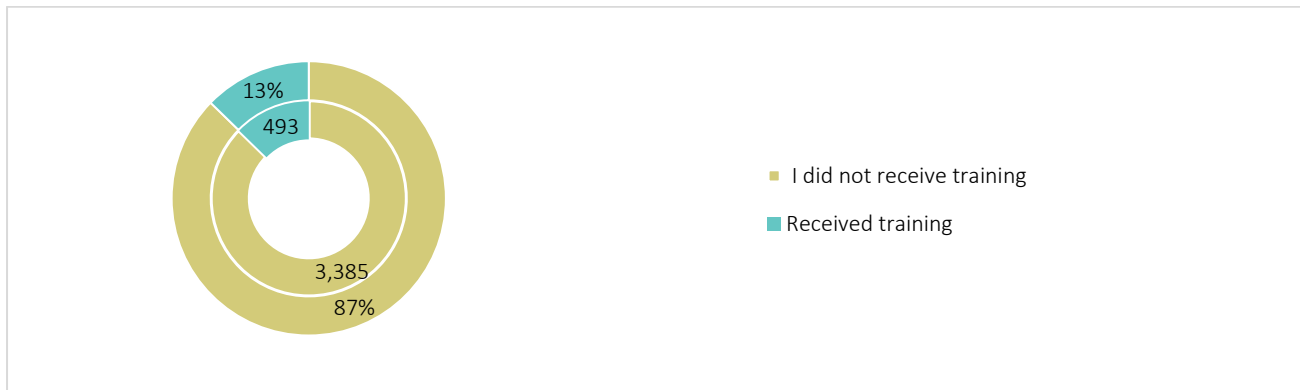 13%
493
I did not receive training
Received training
3,385
87%